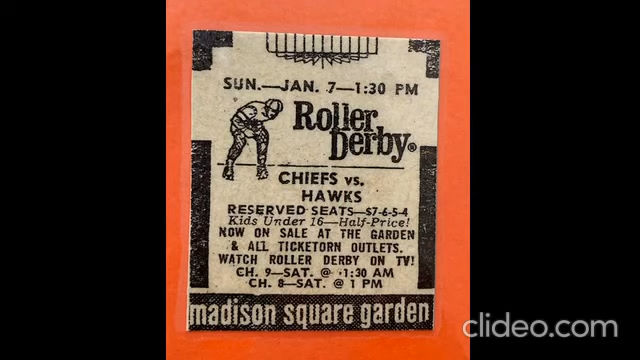 SUN.—JAN. 7—1:30 PM
Roller
Derby®
CHIEFS vs.
HAWKS
RESERVED SEATS—$7-6-5-4
Kids Under 16—Half-Price!
NOW ON SALE AT THE GARDEN
& ALL TICKETRON OUTLETS.
WATCH ROLLER DERBY ON TV!
CH. 9—SAT. @ 1:30 AM
CH. 8—SAT. @ 1 PM
madison square garden
clideo.com